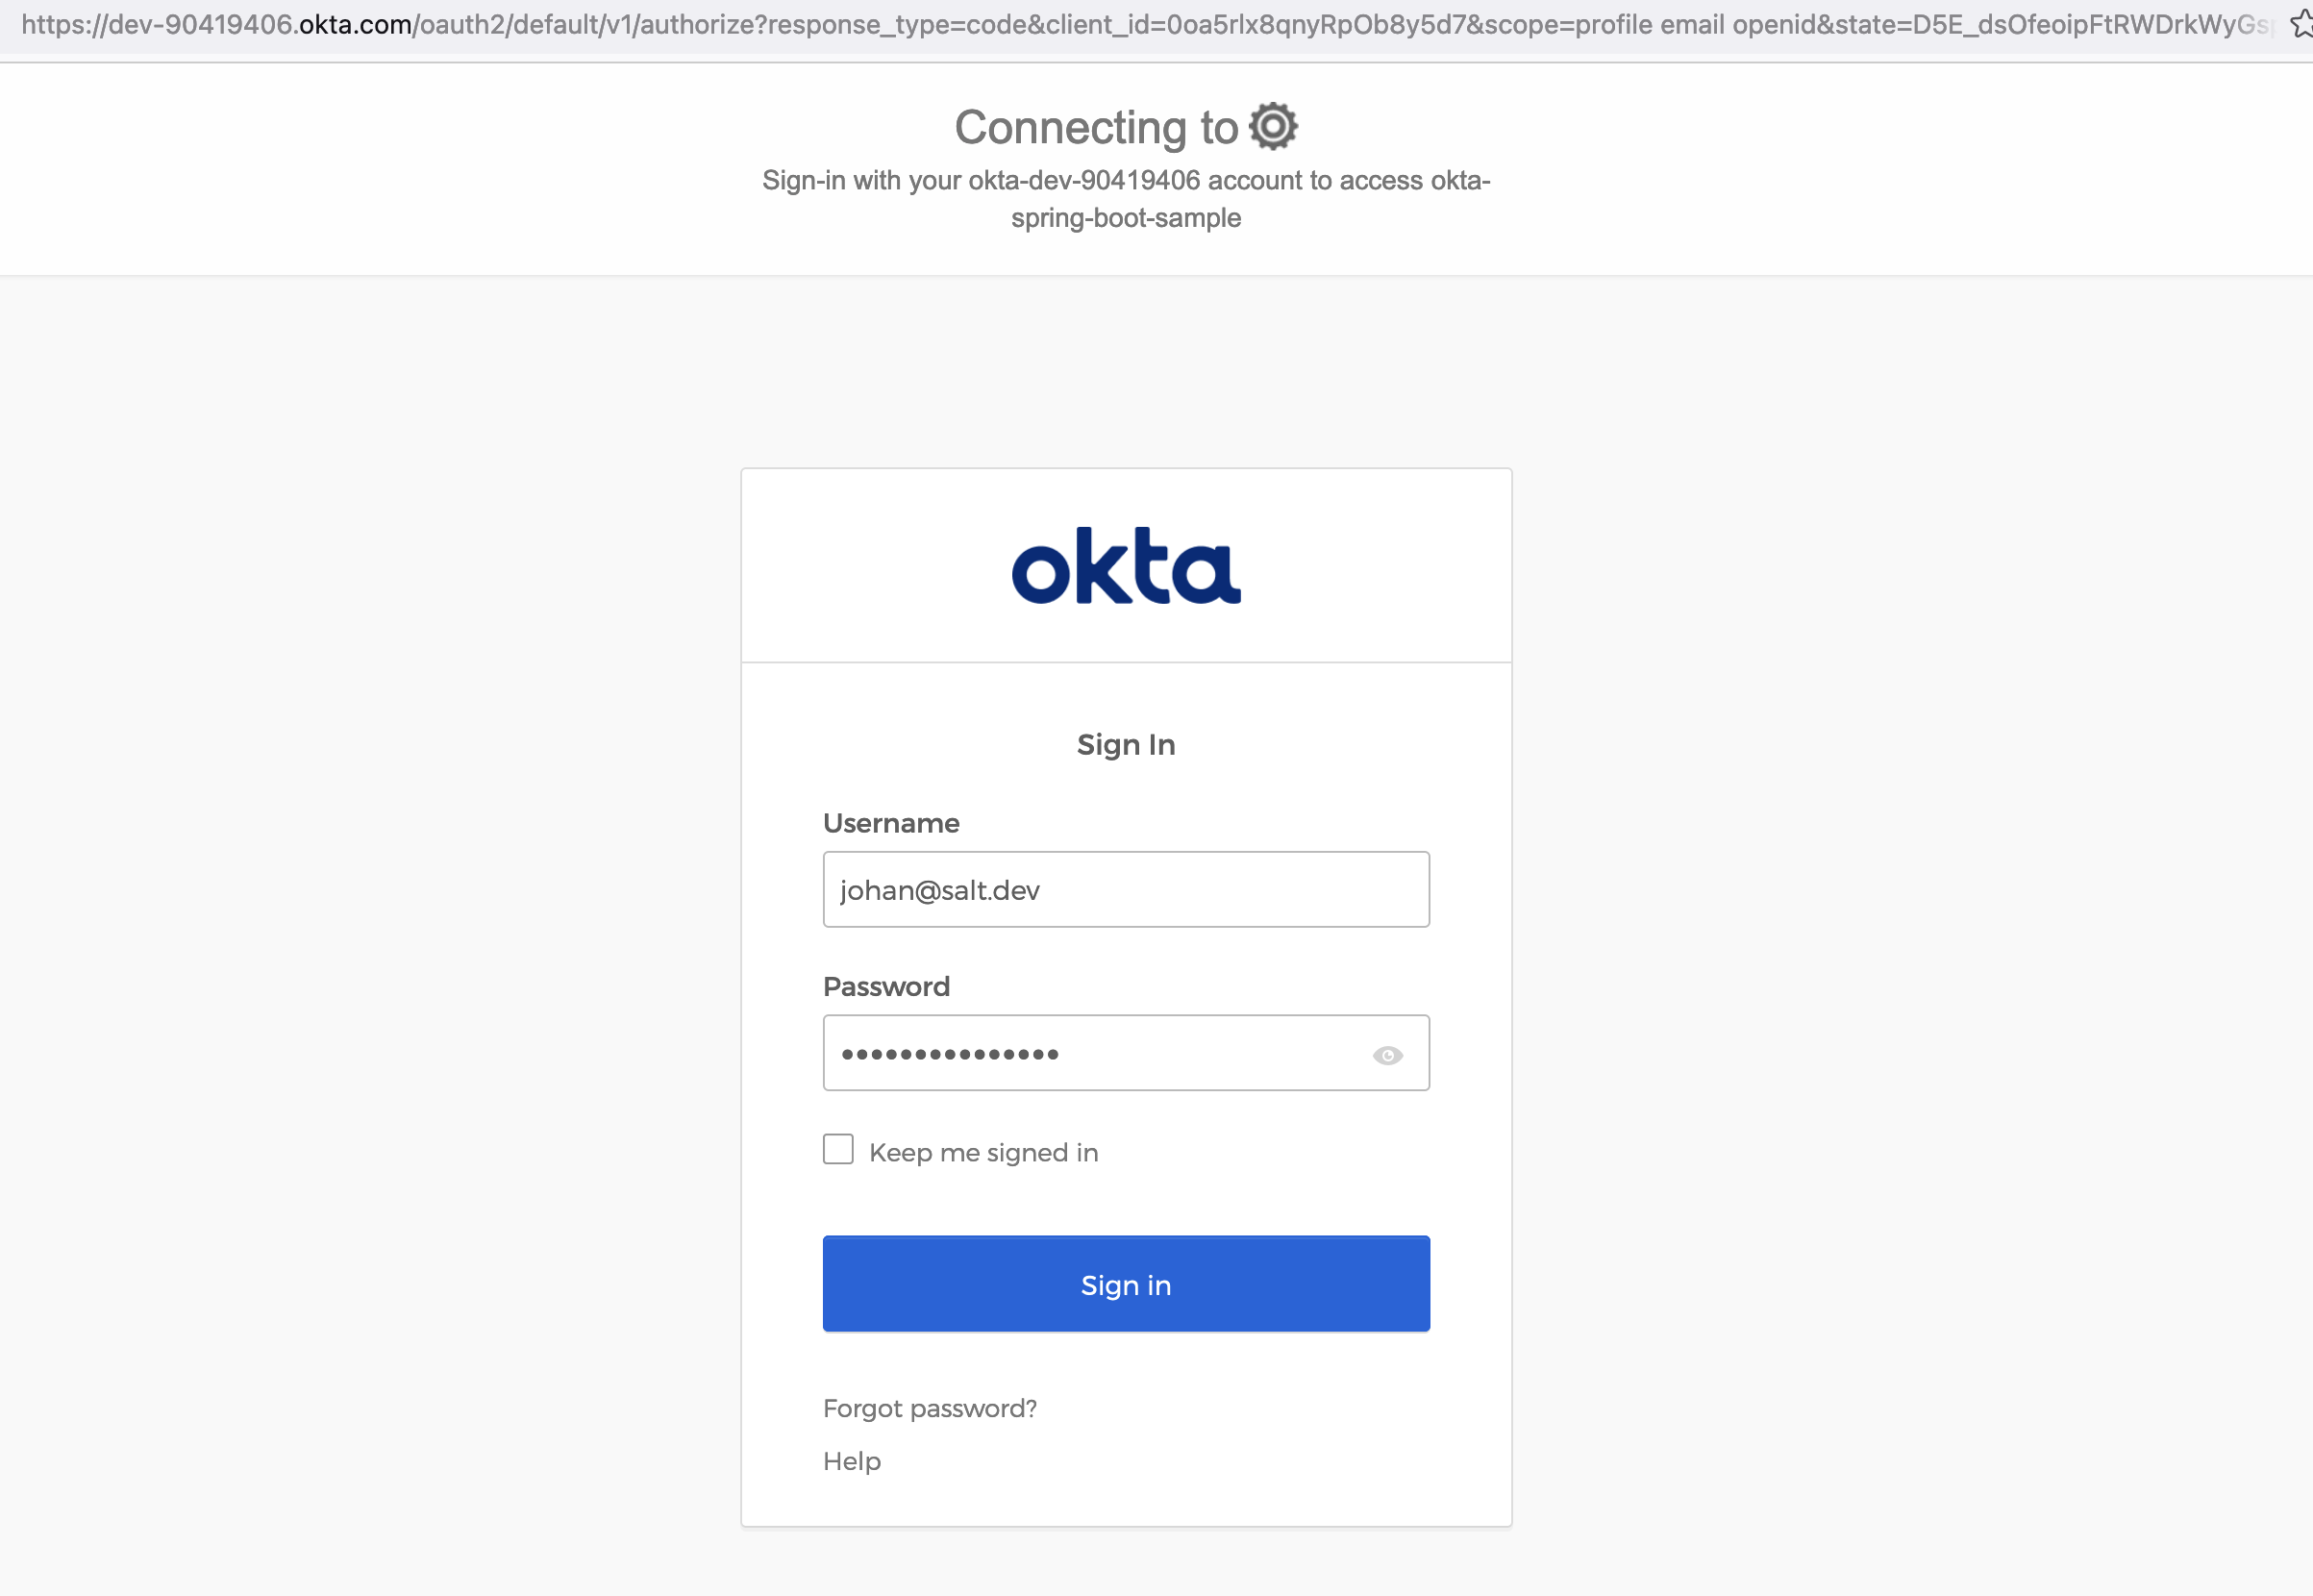 https://dev-90419406.okta.com/oauth2/default/v1/authorize?response_type=code&client_id=0oa5rlx8qnyRpOb8y5d7&scope=profile email openid&state=D5E_dsOfeoipFtRWDrkWyGsp
Connecting to
Sign-in with your okta-dev-90419406 account to access okta-
spring-boot-sample
okta
Sign In
Username
johan@salt.dev
Password
•••••••••••••••
Keep me signed in
Sign in
Forgot password?
Help